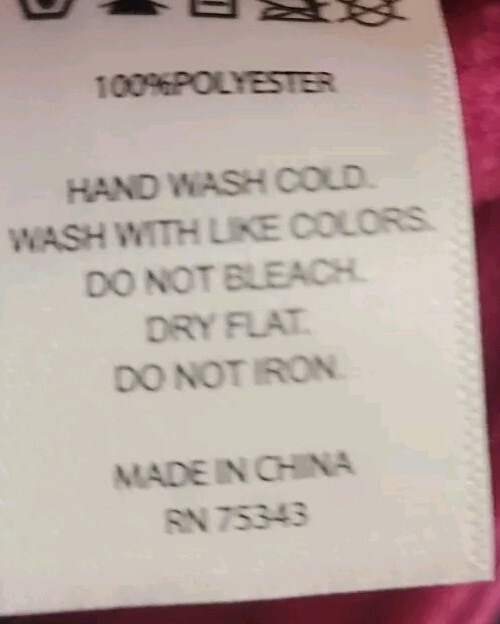 100%POLYESTER
HAND WASH COLD.
WASH WITH LIKE COLORS.
DO NOT BLEACH.
DRY FLAT.
DO NOT IRON.
MADE IN CHINA
RN 75343